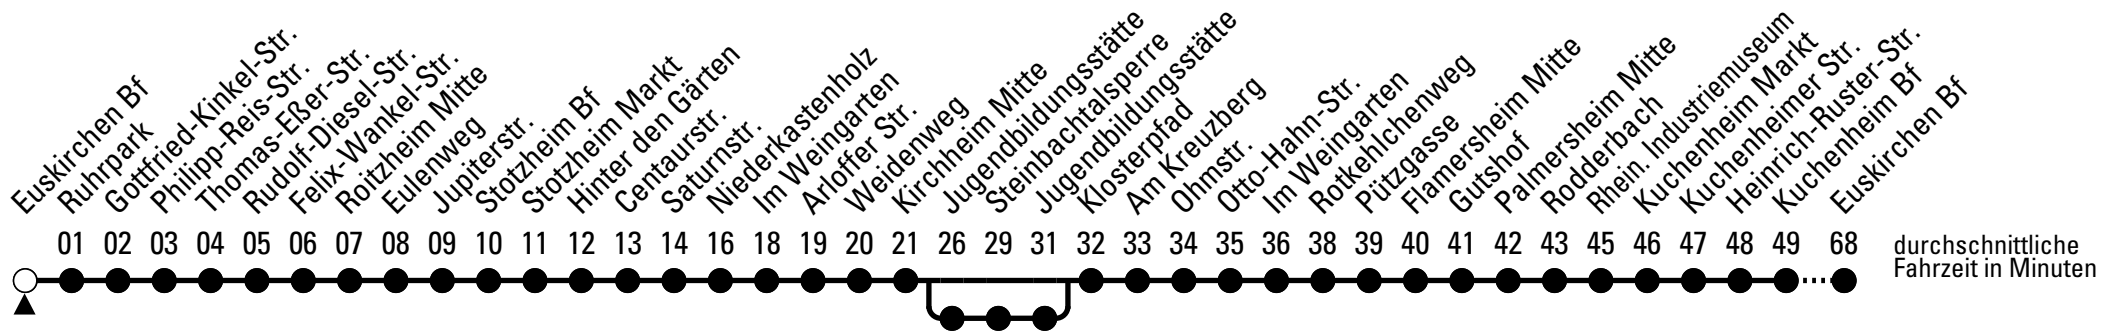 Euskirchen Bf
Ruhrpark
Gottfried-Kinkel-Str.
Philipp-Reis-Str.
Thomas-Eßer-Str.
Rudolf-Diesel-Str.
Felix-Wankel-Str.
Roitzheim Mitte
Eulenweg
Jupiterstr.
Stotzheim Bf
Stotzheim Markt
Hinter den Gärten
Centaurstr.
Saturnstr.
Niederkastenholz
Im Weingarten
Arloffer Str.
Weidenweg
Kirchheim Mitte
Jugendbildungsstätte
Steinbachtalsperre
Jugendbildungsstätte
Klosterpfad
Am Kreuzberg
Ohmstr.
Otto-Hahn-Str.
Im Weingarten
Rotkehlchenweg
Pützgasse
Flamersheim Mitte
Gutshof
Palmersheim Mitte
Rodderbach
Rhein. Industriemuseum
Kuchenheim Markt
Kuchenheimer Str.
Heinrich-Ruster-Str.
Kuchenheim Bf
Euskirchen Bf
01 02 03 04 05 06 07 08 09 10 11 12 13 14 16 18 19 20 21 26 29 31 32 33 34 35 36 38 39 40 41 42 43 45 46 47 48 49 68
durchschnittliche
Fahrzeit in Minuten